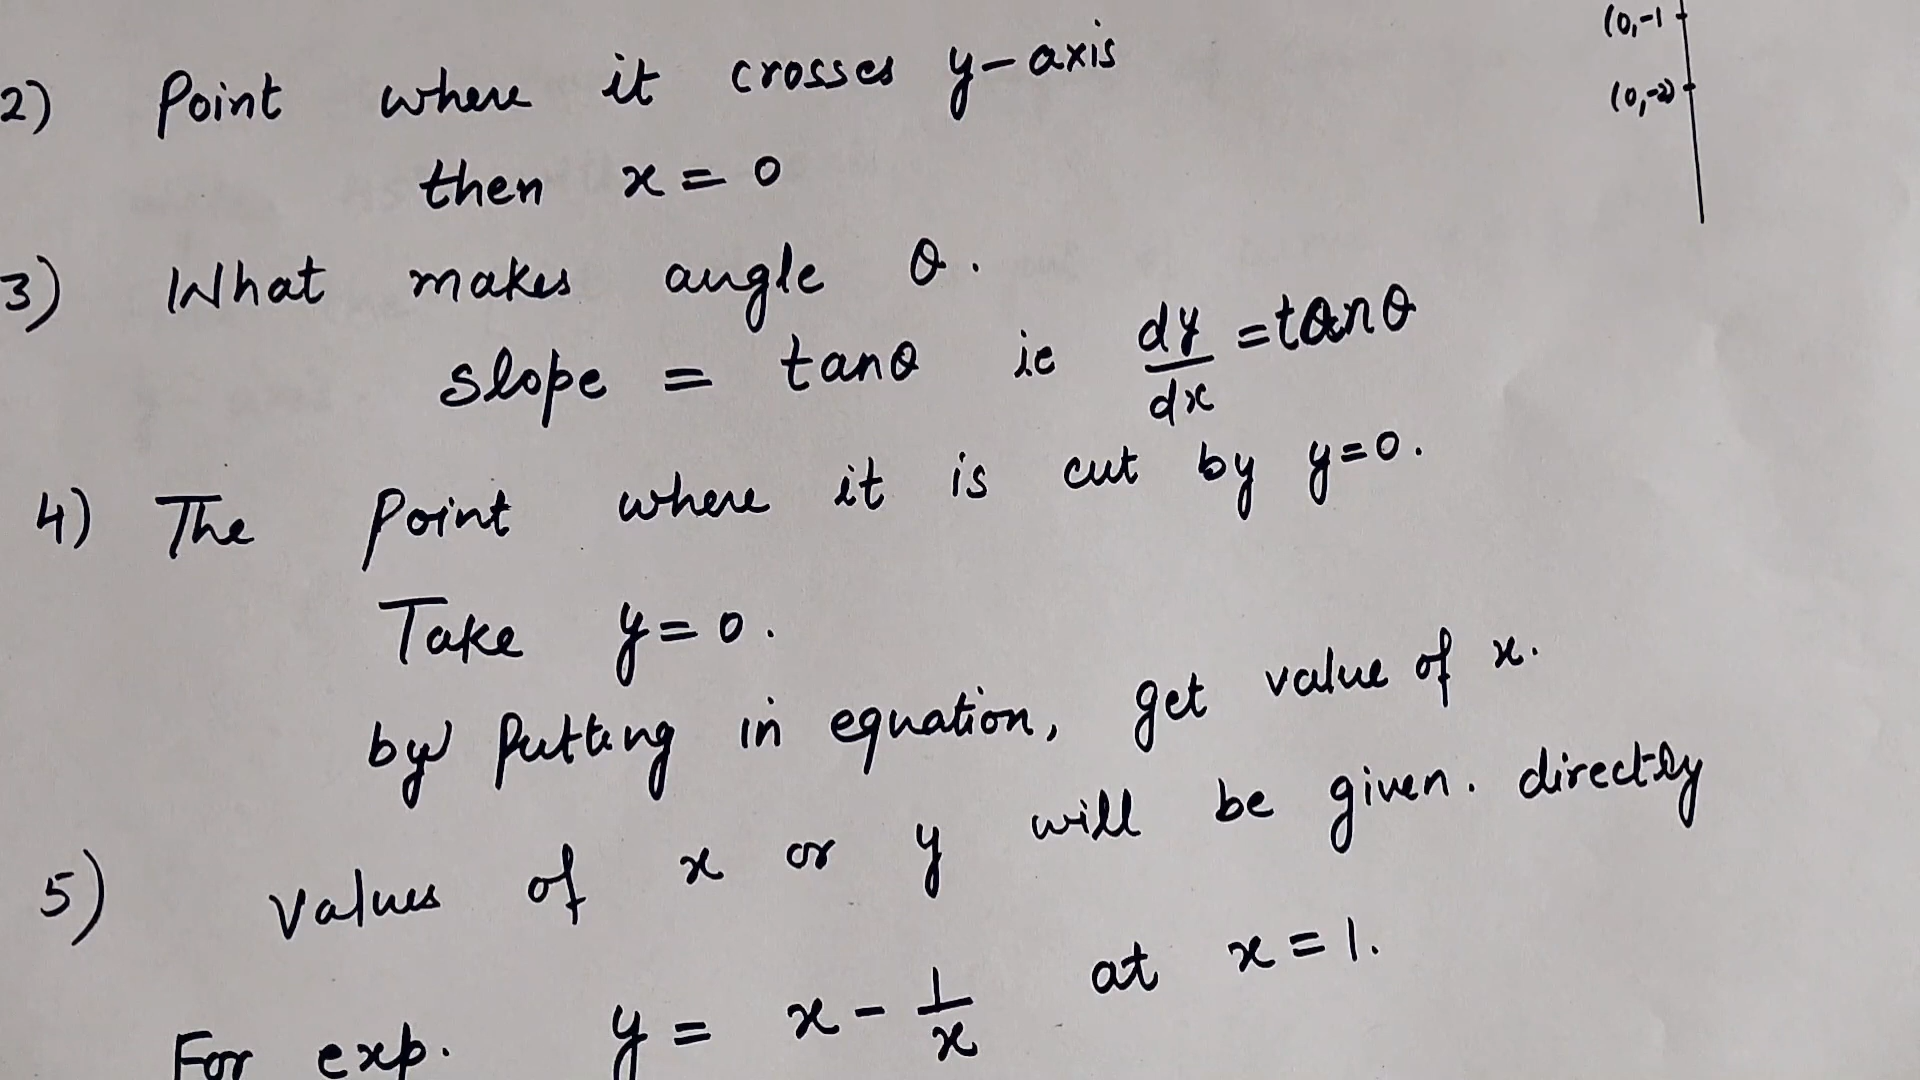 (0,-1
(0,-2)
2) Point where it crosses y-axis
then x = 0
3) What makes angle θ.
slope = tanθ ie dy/dx = tanθ
4) The Point where it is cut by y=0.
Take y=0.
by putting in equation, get value of x.
5) Values of x or y will be given. directly
For exp. y = x - 1/x at x=1.